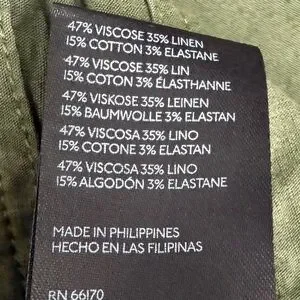 47% VISCOSE 35% LINEN
15% COTTON 3% ELASTANE
47% VISCOSE 35% LIN
15% COTON 3% ÉLASTHANNE
47% VISKOSE 35% LEINEN
15% BAUMWOLLE 3% ELASTAN
47% VISCOSA 35% LINO
15% COTONE 3% ELASTAN
47% VISCOSA 35% LINO
15% ALGODÓN 3% ELASTANE
MADE IN PHILIPPINES
HECHO EN LAS FILIPINAS
RN 66170